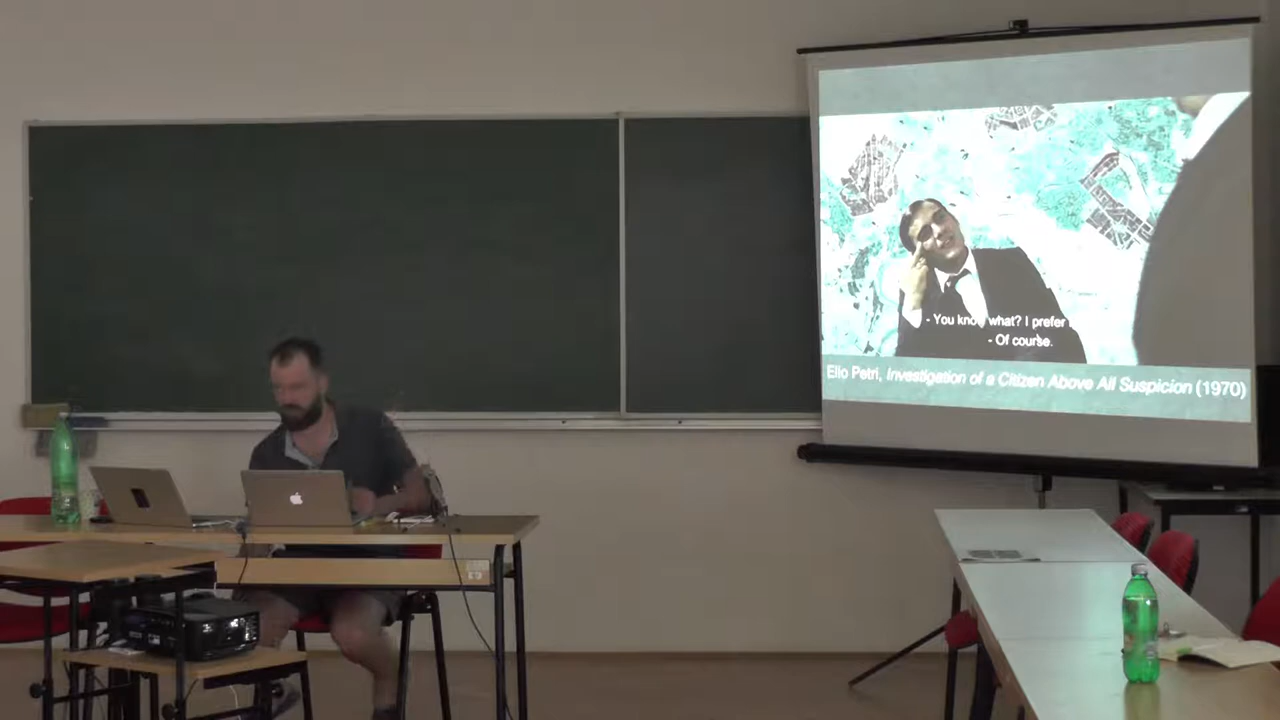 - You know what? I prefer
- Of course.
Elio Petri, Investigation of a Citizen Above All Suspicion (1970)